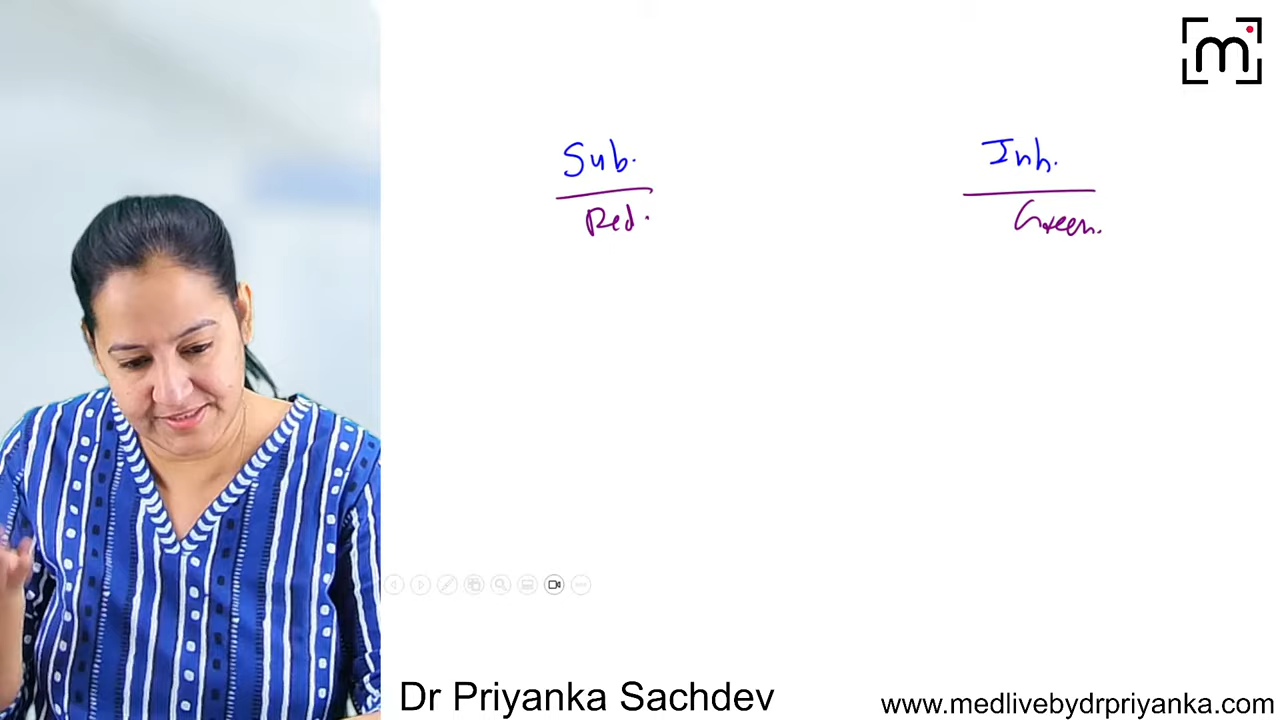 m
Sub.
Inh.
Red.
Green.
Dr Priyanka Sachdev
www.medlivebydrpriyanka.com